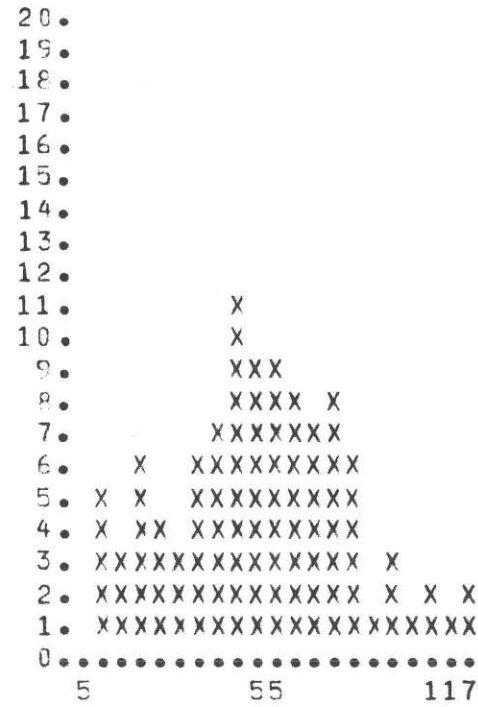 20.
19.
18.
17.
16.
15.
14.
13.
12.
11. X
10. X
9. XXX
8. XXXX X
7. XXXXXXX
6. X XXXXXXXXX
5. X X XXXXXXXXX
4. X XX XXXXXXXXX
3. XXXXXXXXXXXXXX X
2. XXXXXXXXXXXXXX X X X
1. XXXXXXXXXXXXXXXXXXXX
0......................
5 55 117